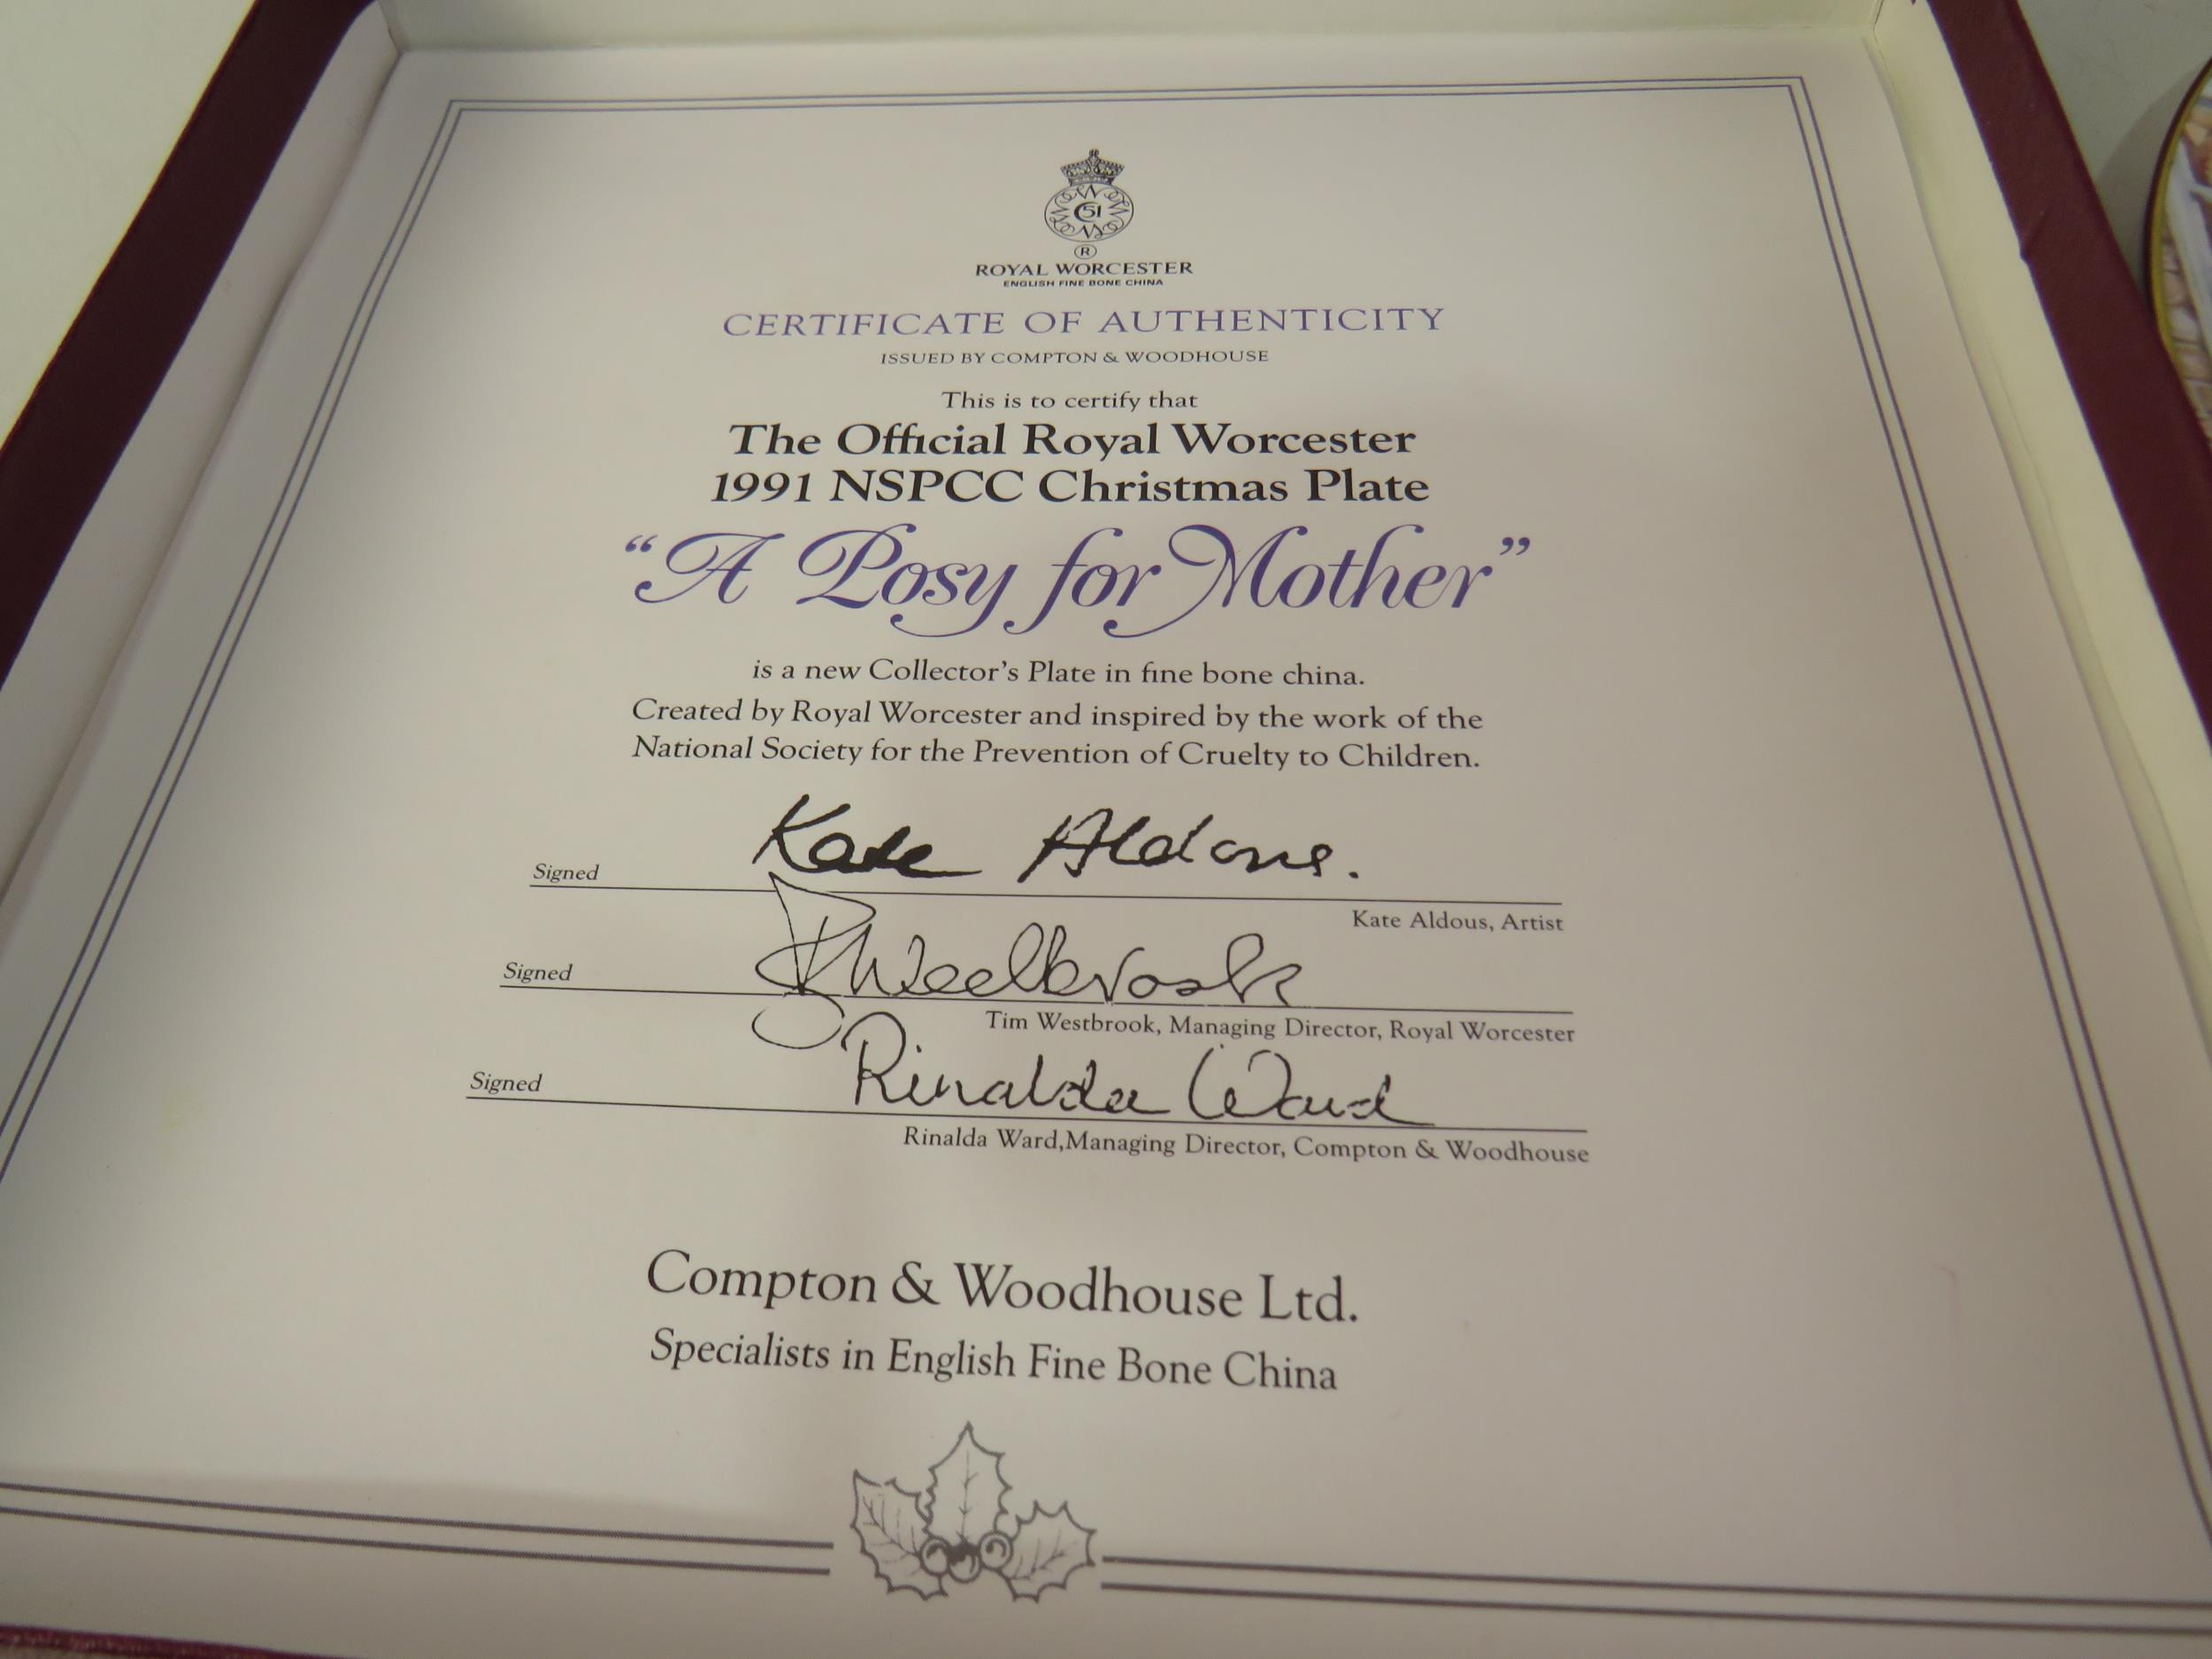 C 51
®
ROYAL WORCESTER
ENGLISH FINE BONE CHINA
CERTIFICATE OF AUTHENTICITY
ISSUED BY COMPTON & WOODHOUSE
This is to certify that
The Official Royal Worcester
1991 NSPCC Christmas Plate
“A Posy for Mother”
is a new Collector’s Plate in fine bone china.
Created by Royal Worcester and inspired by the work of the
National Society for the Prevention of Cruelty to Children.
Signed Kate Aldous.
Kate Aldous, Artist
Signed T Westbrook
Tim Westbrook, Managing Director, Royal Worcester
Signed Rinalda Ward
Rinalda Ward,Managing Director, Compton & Woodhouse
Compton & Woodhouse Ltd.
Specialists in English Fine Bone China